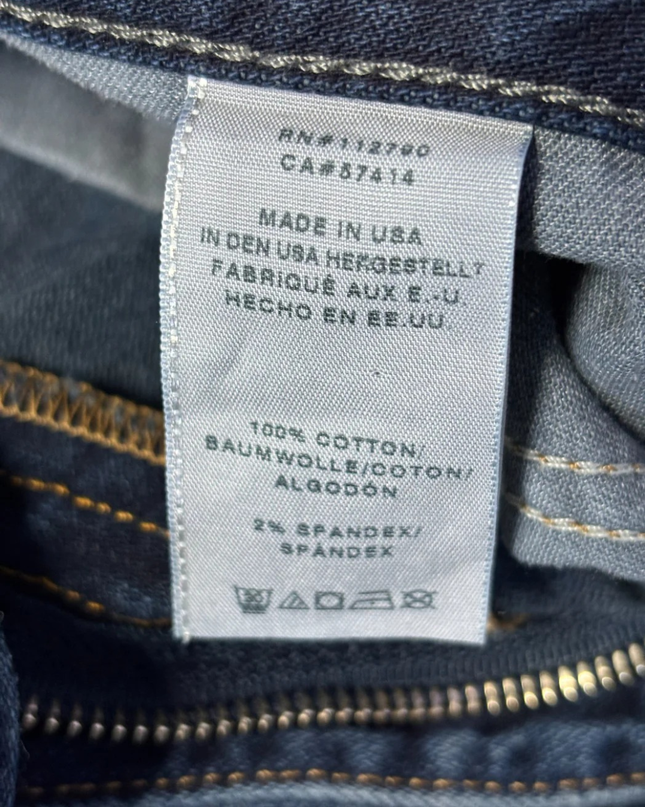 RN#112790
CA#57414
MADE IN USA
IN DEN USA HERGESTELLT
FABRIQUÉ AUX E.-U.
HECHO EN EE.UU.
100% COTTON/
BAUMWOLLE/COTON/
ALGODÓN
2% SPANDEX/
SPANDEX